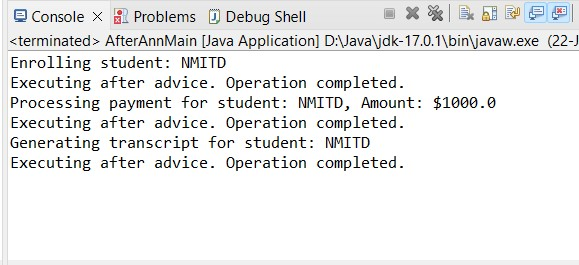 Console Problems Debug Shell
<terminated> AfterAnnMain [Java Application] D:\Java\jdk-17.0.1\bin\javaw.exe (22-J
Enrolling student: NMITD
Executing after advice. Operation completed.
Processing payment for student: NMITD, Amount: $1000.0
Executing after advice. Operation completed.
Generating transcript for student: NMITD
Executing after advice. Operation completed.